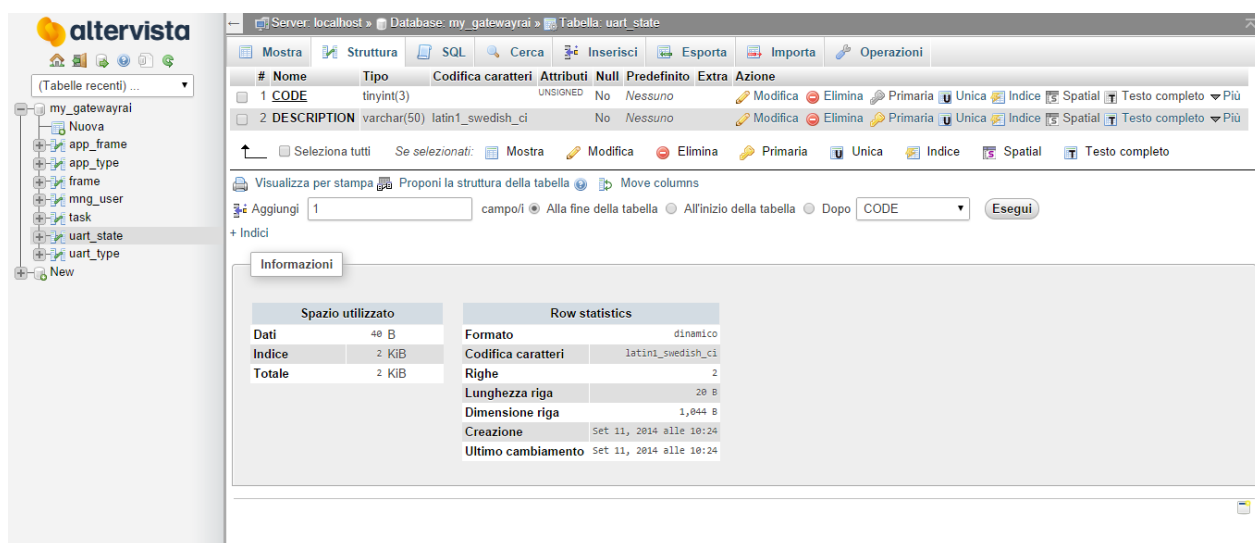 altervista
(Tabelle recenti) ...
my_gatewayrai
Nuova
app_frame
app_type
frame
mng_user
task
uart_state
uart_type
New
Server: localhost » Database: my_gatewayrai » Tabella: uart_state
Mostra Struttura SQL Cerca Inserisci Esporta Importa Operazioni
# Nome Tipo Codifica caratteri Attributi Null Predefinito Extra Azione
1 CODE tinyint(3) UNSIGNED No Nessuno Modifica Elimina Primaria Unica Indice Spatial Testo completo Più
2 DESCRIPTION varchar(50) latin1_swedish_ci No Nessuno Modifica Elimina Primaria Unica Indice Spatial Testo completo Più
Seleziona tutti Se selezionati: Mostra Modifica Elimina Primaria Unica Indice Spatial Testo completo
Visualizza per stampa Proponi la struttura della tabella Move columns
Aggiungi 1 campo/i Alla fine della tabella All'inizio della tabella Dopo CODE Esegui
+ Indici
Informazioni
Spazio utilizzato
Dati 40 B
Indice 2 KiB
Totale 2 KiB
Row statistics
Formato dinamico
Codifica caratteri latin1_swedish_ci
Righe 2
Lunghezza riga 20 B
Dimensione riga 1,044 B
Creazione Set 11, 2014 alle 10:24
Ultimo cambiamento Set 11, 2014 alle 10:24